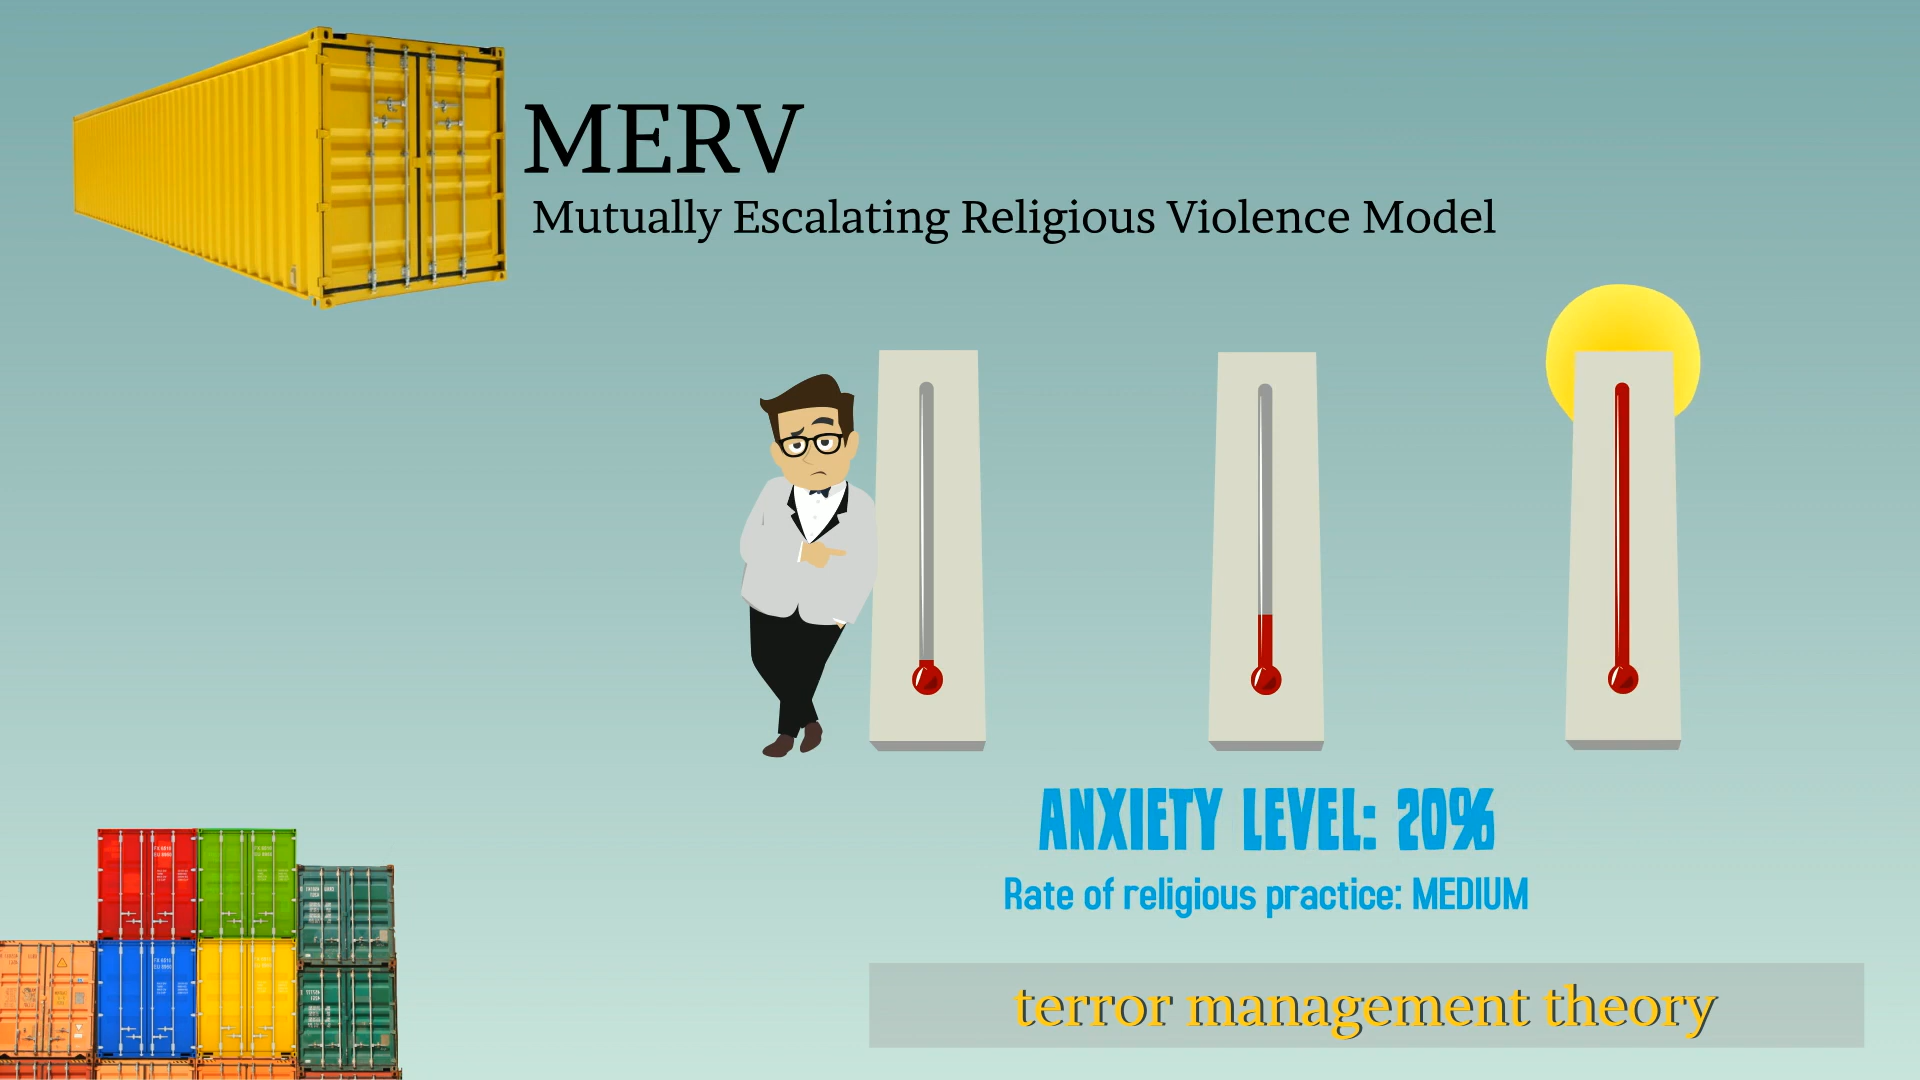 MERV
Mutually Escalating Religious Violence Model
ANXIETY LEVEL: 20%
Rate of religious practice: MEDIUM
terror management theory